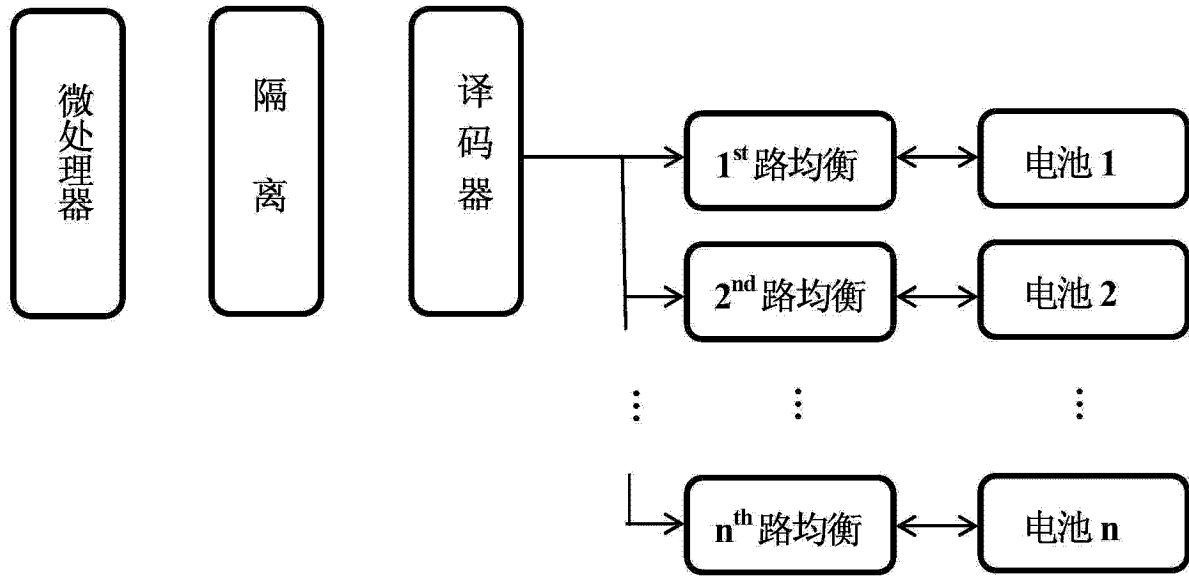 微处理器
隔离
译码器
1st路均衡
电池1
2nd路均衡
电池2
⋮ ⋮ ⋮
nth路均衡
电池n